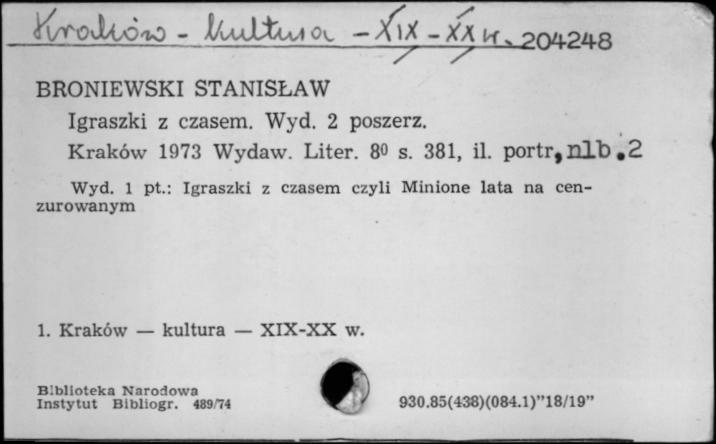 Kraków - kultura - XIX - XX w. 204248
BRONIEWSKI STANISŁAW
Igraszki z czasem. Wyd. 2 poszerz.
Kraków 1973 Wydaw. Liter. 8⁰ s. 381, il. portr, nlb. 2
Wyd. 1 pt.: Igraszki z czasem czyli Minione lata na cen-
zurowanym
1. Kraków — kultura — XIX-XX w.
Biblioteka Narodowa
Instytut Bibliogr. 489/74
930.85(438)(084.1)"18/19"